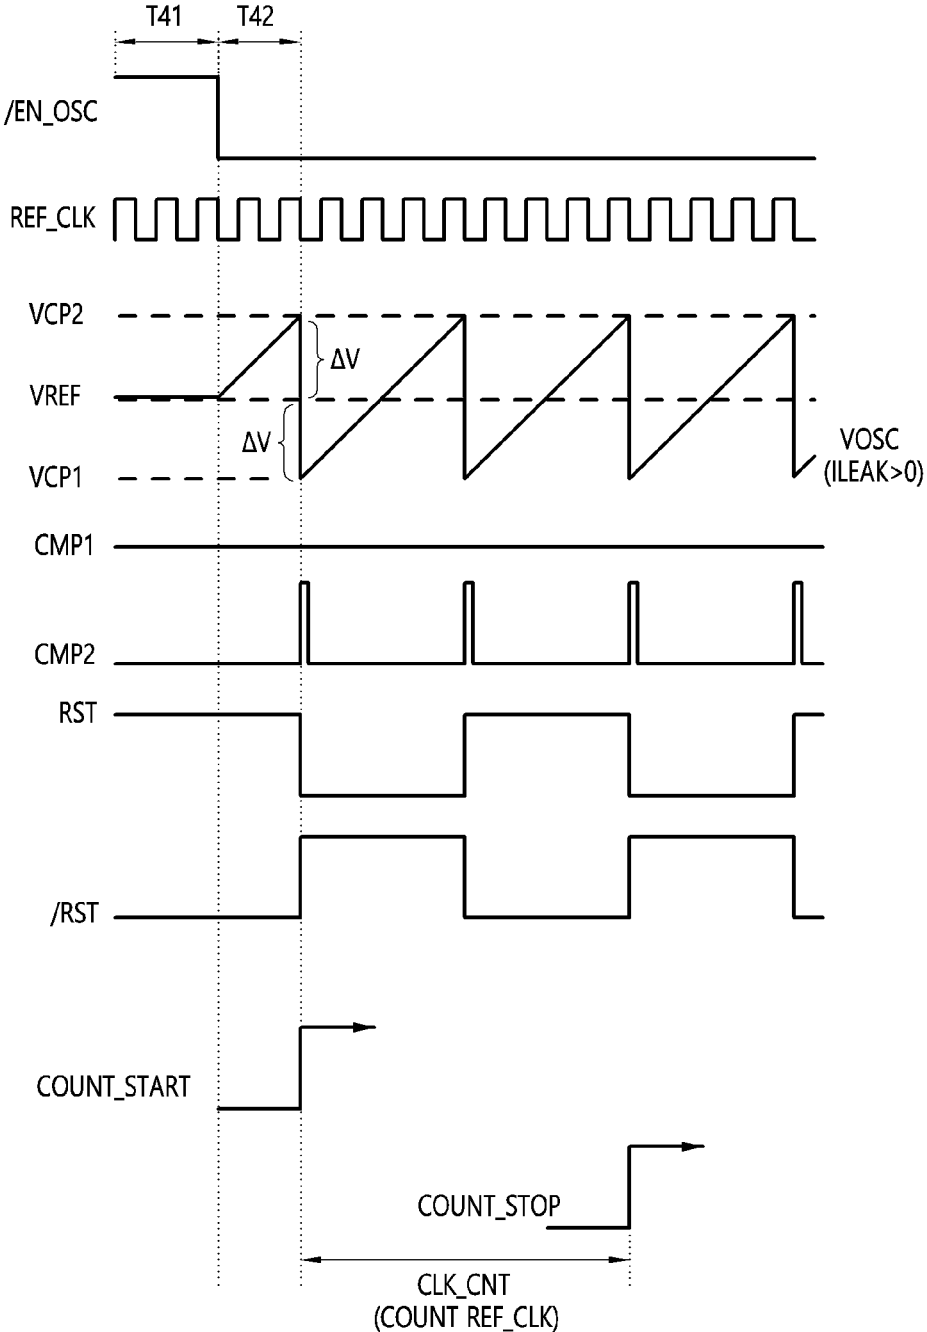 T41 T42
/EN_OSC
REF_CLK
VCP2
ΔV
VREF
ΔV
VOSC
(ILEAK>0)
VCP1
CMP1
CMP2
RST
/RST
COUNT_START
COUNT_STOP
CLK_CNT
(COUNT REF_CLK)